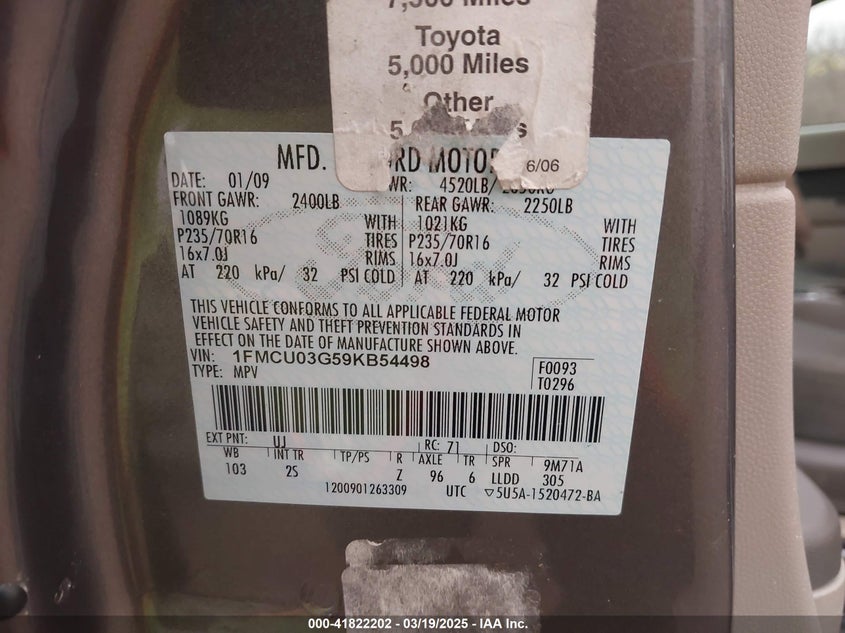 7,500 Miles
Toyota
5,000 Miles
Other
6/06
MFD.
MOTOR
DATE: 01/09
4520LB/
FRONT GAWR: 2400LB REAR GAWR: 2250LB
1089KG WITH 1021KG WITH
P235/70R16 TIRES P235/70R16 TIRES
16x7.0J RIMS 16x7.0J RIMS
AT 220 kPa/ 32 PSI COLD AT 220 kPa/ 32 PSI COLD
THIS VEHICLE CONFORMS TO ALL APPLICABLE FEDERAL MOTOR
VEHICLE SAFETY AND THEFT PREVENTION STANDARDS IN
EFFECT ON THE DATE OF MANUFACTURE SHOWN ABOVE.
VIN: 1FMCU03G59KB54498
TYPE: MPV
F0093
T0296
EXT PNT: UJ RC: 71 DSO:
WB INT TR TP/PS R AXLE TR SPR 9M71A
103 2S Z 96 6 LLDD 305
1200901263309 UTC ▽5U5A-1520472-BA
000-41822202 - 03/19/2025 - IAA Inc.